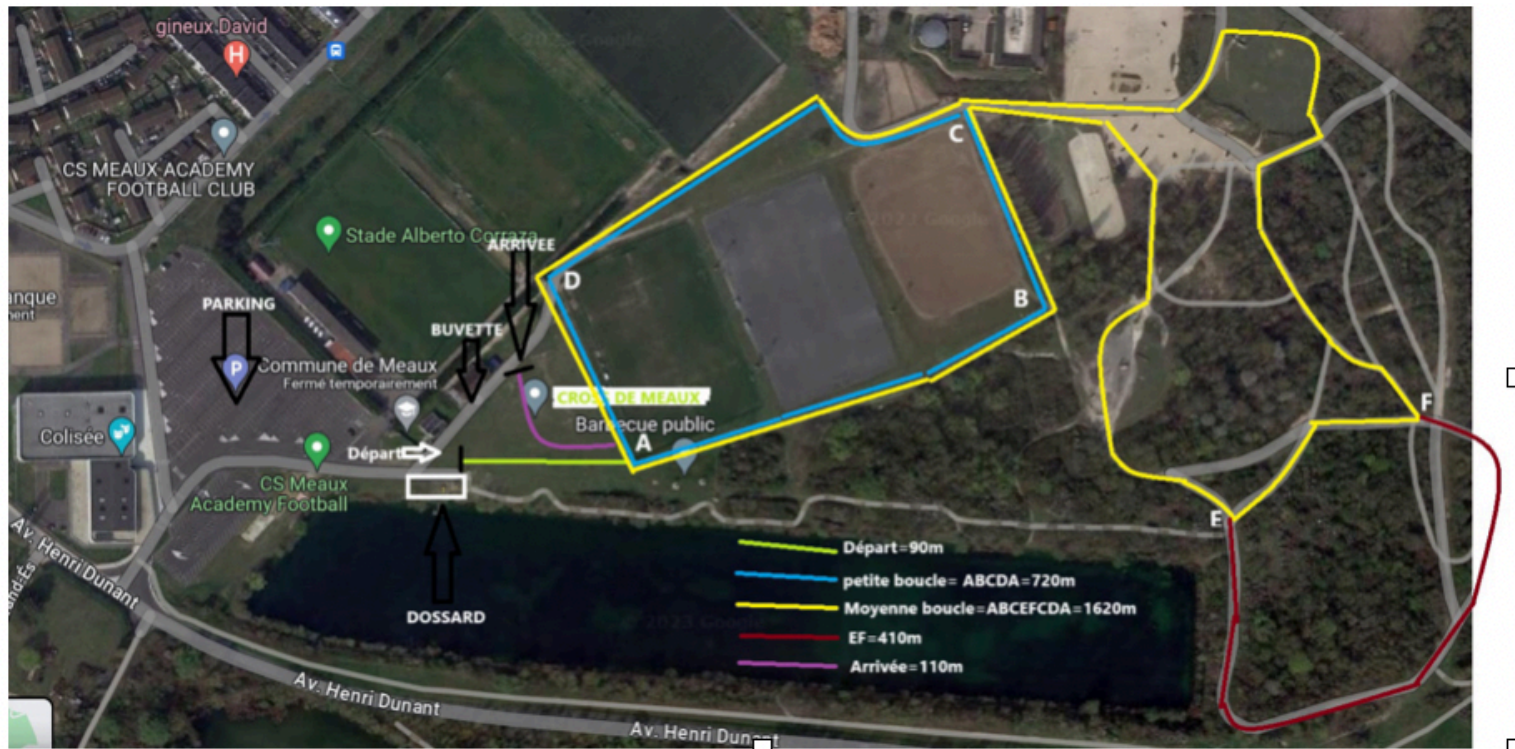 gineux David
H
CS MEAUX ACADEMY
FOOTBALL CLUB
Stade Alberto Corraza
ARRIVEE
C
D
B
PARKING
BUVETTE
P
Commune de Meaux
Fermé temporairement
CROSS DE MEAUX
Barbecue public
Colisée
Départ
A
F
CS Meaux
Academy Football
E
Av. Henri Dunant
DOSSARD
Départ=90m
petite boucle= ABCDA=720m
Moyenne boucle=ABCEFCDA=1620m
EF=410m
Arrivée=110m
Av. Henri Dunant
Av. Henri Dunant